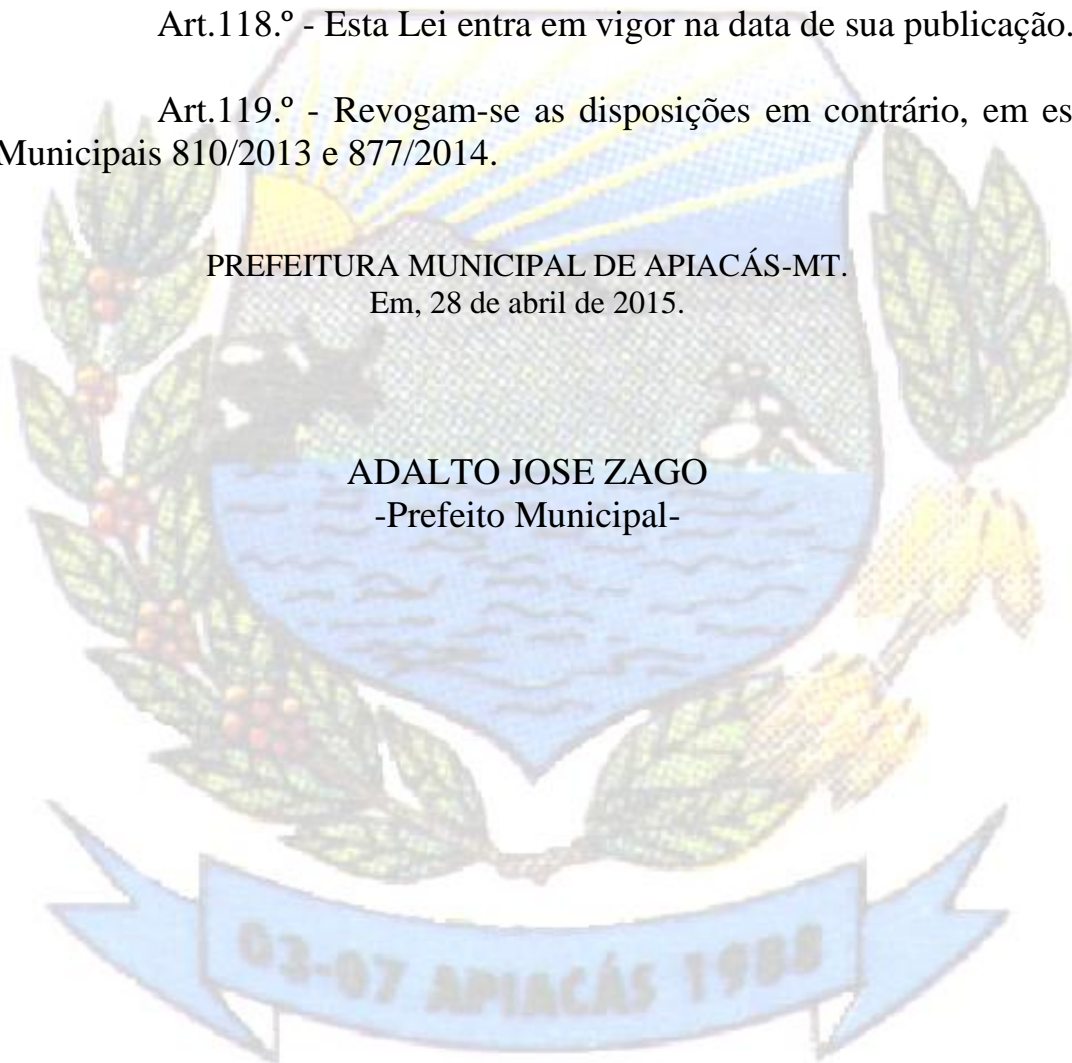 Art.118.º - Esta Lei entra em vigor na data de sua publicação.
Art.119.º - Revogam-se as disposições em contrário, em es
Municipais 810/2013 e 877/2014.
PREFEITURA MUNICIPAL DE APIACÁS-MT.
Em, 28 de abril de 2015.
ADALTO JOSE ZAGO
-Prefeito Municipal-
03-07 APIACÁS 1988